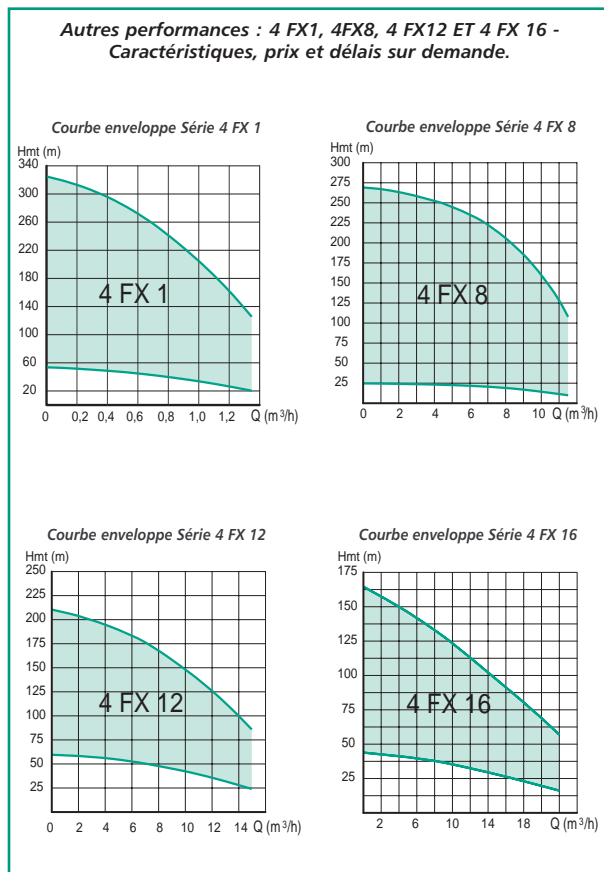 Autres performances : 4 FX1, 4FX8, 4 FX12 ET 4 FX 16 -
Caractéristiques, prix et délais sur demande.
Courbe enveloppe Série 4 FX 1
Hmt (m)
340
300
260
220
180
140
100
60
20
4 FX 1
0 0,2 0,4 0,6 0,8 1,0 1,2 Q (m³/h)
Courbe enveloppe Série 4 FX 8
Hmt (m)
300
275
250
225
200
175
150
125
100
75
50
25
4 FX 8
0 2 4 6 8 10 Q (m³/h)
Courbe enveloppe Série 4 FX 12
Hmt (m)
250
225
200
175
150
125
100
75
50
25
4 FX 12
0 2 4 6 8 10 12 14 Q (m³/h)
Courbe enveloppe Série 4 FX 16
Hmt (m)
175
150
125
100
75
50
25
4 FX 16
2 6 10 14 18 Q (m³/h)